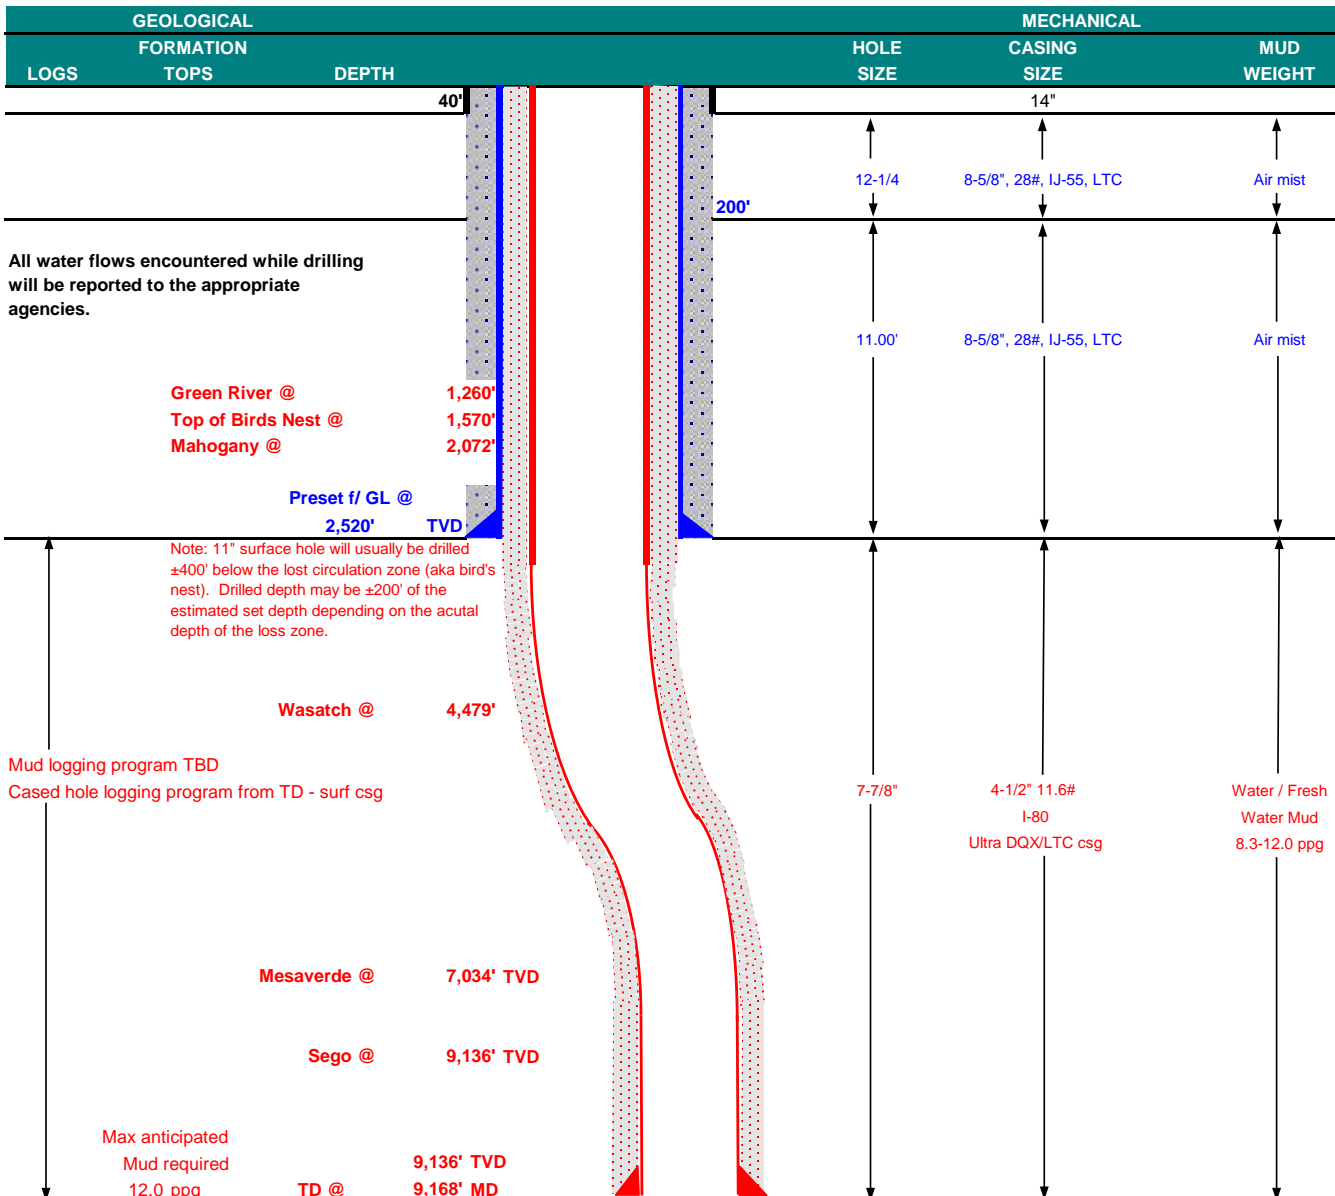 GEOLOGICAL MECHANICAL
FORMATION HOLE CASING MUD
LOGS TOPS DEPTH SIZE SIZE WEIGHT
40' 14"
12-1/4 8-5/8", 28#, IJ-55, LTC Air mist
200'
All water flows encountered while drilling
will be reported to the appropriate
agencies.
11.00' 8-5/8", 28#, IJ-55, LTC Air mist
Green River @ 1,260'
Top of Birds Nest @ 1,570'
Mahogany @ 2,072'
Preset f/ GL @
2,520' TVD
Note: 11" surface hole will usually be drilled
±400' below the lost circulation zone (aka bird's
nest). Drilled depth may be ±200' of the
estimated set depth depending on the acutal
depth of the loss zone.
Wasatch @ 4,479'
Mud logging program TBD
Cased hole logging program from TD - surf csg
7-7/8" 4-1/2" 11.6# Water / Fresh
I-80 Water Mud
Ultra DQX/LTC csg 8.3-12.0 ppg
Mesaverde @ 7,034' TVD
Sego @ 9,136' TVD
Max anticipated
Mud required 9,136' TVD
12.0 ppg TD @ 9,168' MD